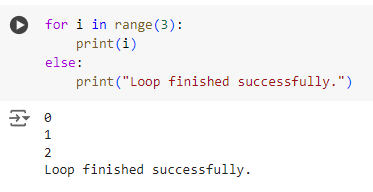 for i in range(3):
    print(i)
else:
    print("Loop finished successfully.")
0
1
2
Loop finished successfully.